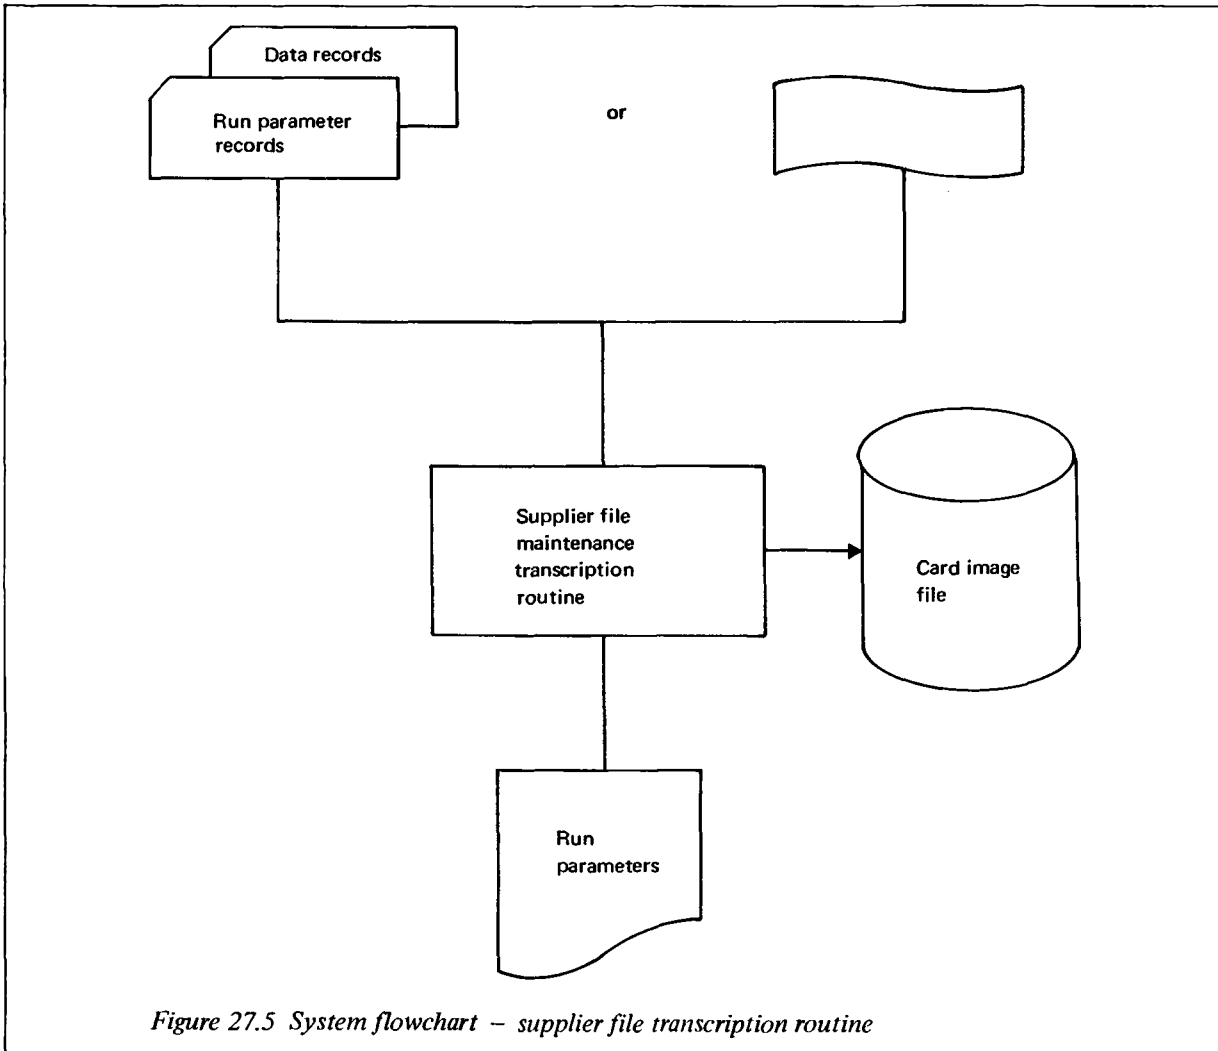 Data records
Run parameter
records
or
Supplier file
maintenance
transcription
routine
Card image
file
Run
parameters
Figure 27.5 System flowchart – supplier file transcription routine